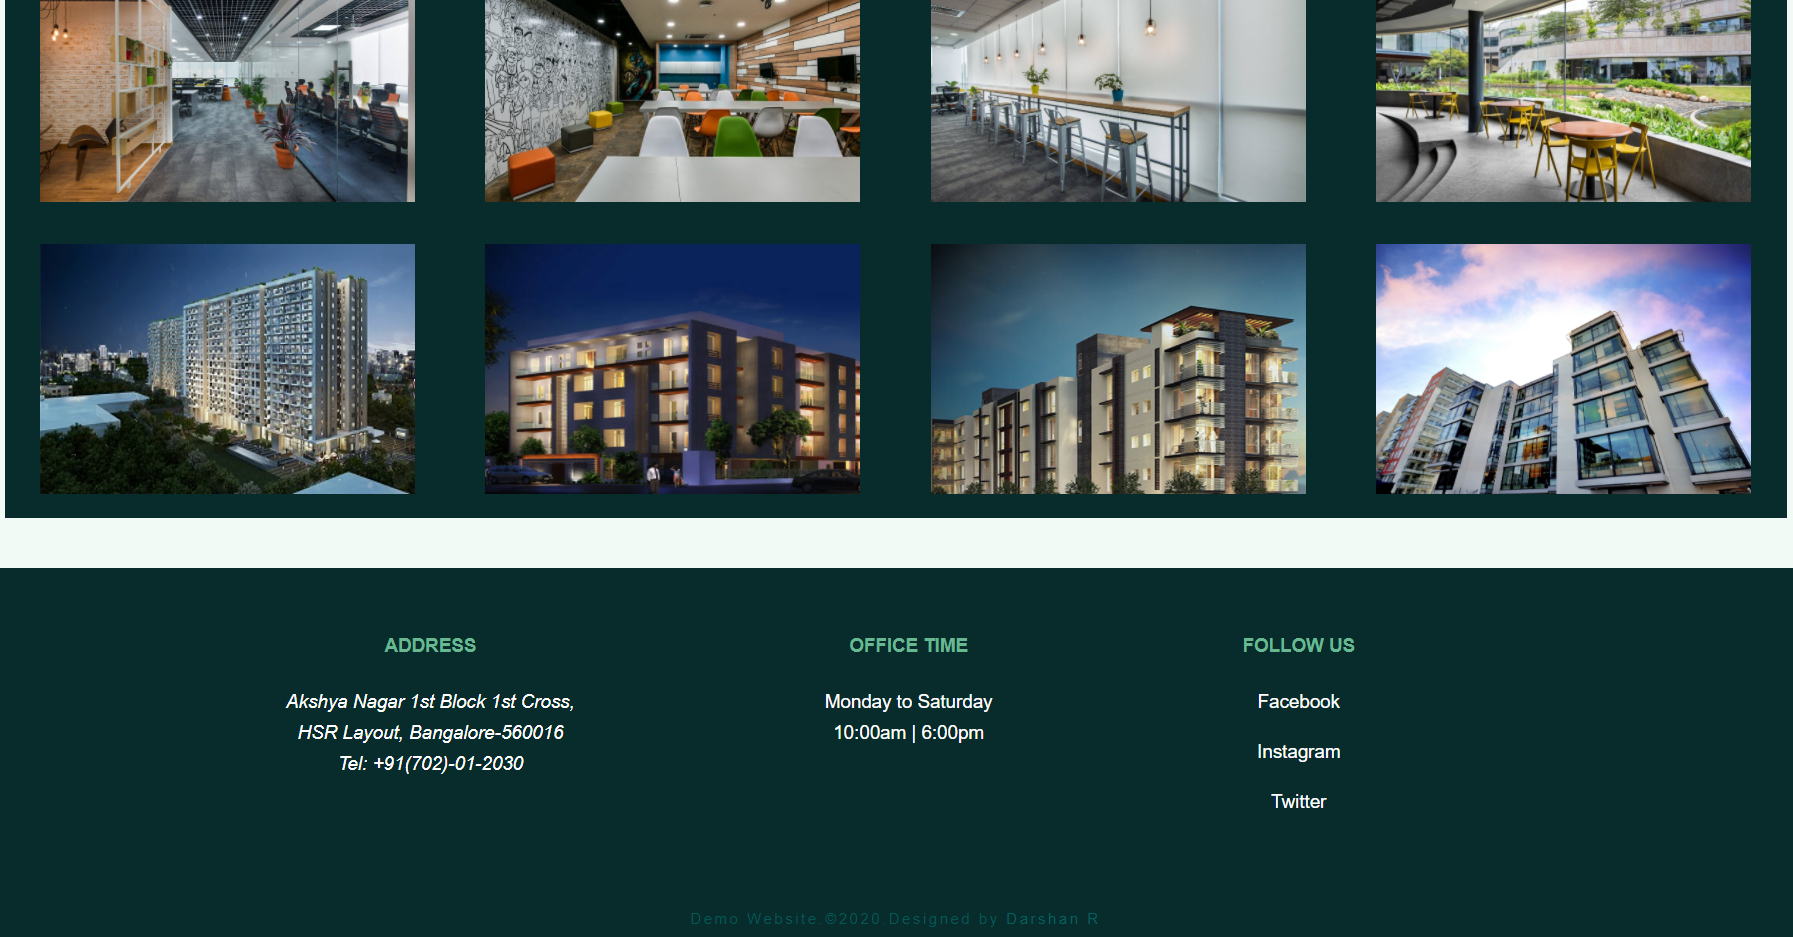 ADDRESS
Akshya Nagar 1st Block 1st Cross,
HSR Layout, Bangalore-560016
Tel: +91(702)-01-2030
OFFICE TIME
Monday to Saturday
10:00am | 6:00pm
FOLLOW US
Facebook
Instagram
Twitter
Demo Website.©2020.Designed by Darshan R